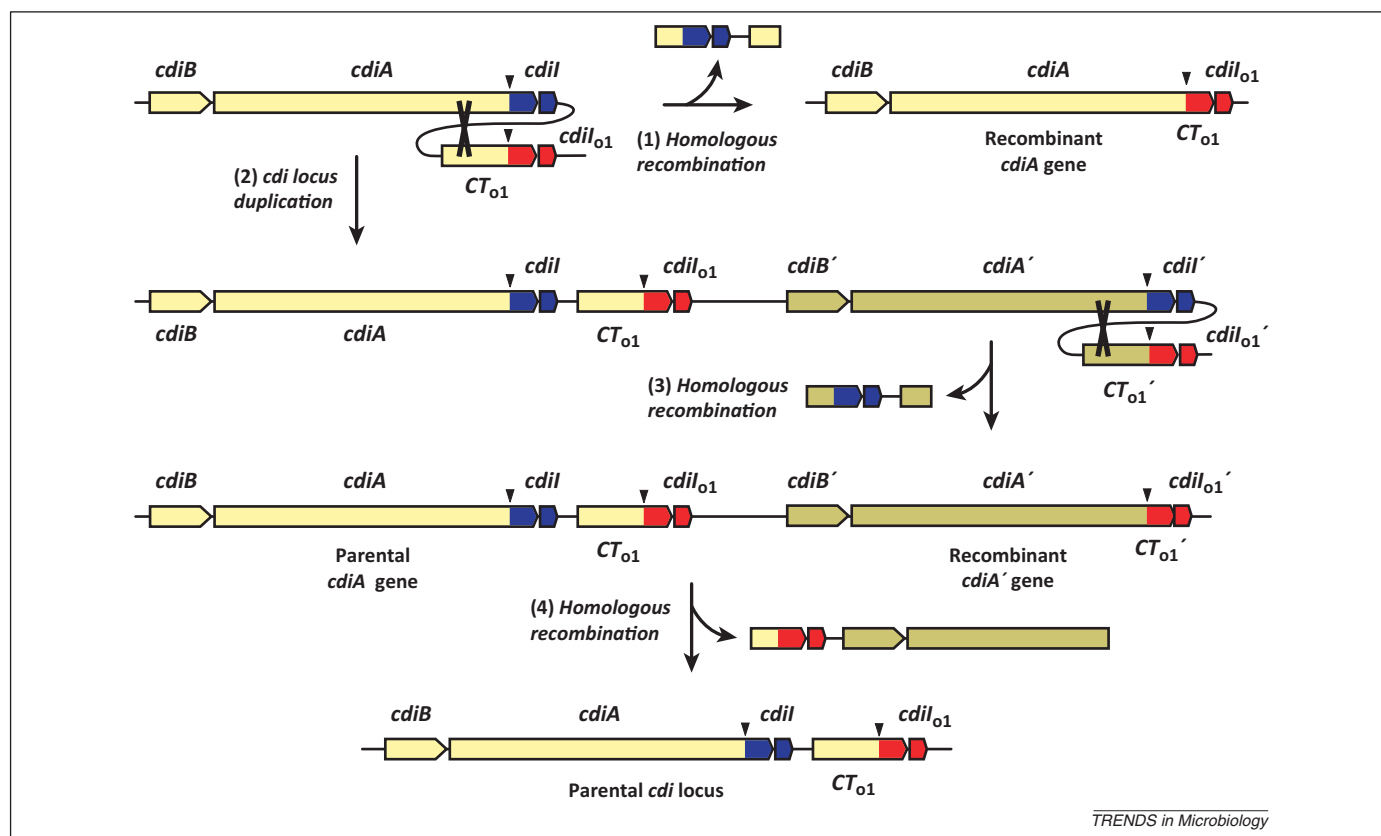 cdiB cdiA cdiI
cdiIo1
CTo1
(1) Homologous
recombination
cdiB cdiA cdiIo1
CTo1
Recombinant
cdiA gene
(2) cdi locus
duplication
cdiI cdiIo1 cdiB´ cdiA´ cdiI´
cdiB cdiA CTo1
cdiIo1´
CTo1´
(3) Homologous
recombination
cdiB cdiA cdiI cdiIo1 cdiB´ cdiA´ cdiIo1´
CTo1 CTo1´
Parental
cdiA gene
Recombinant
cdiA´ gene
(4) Homologous
recombination
cdiB cdiA cdiI cdiIo1
CTo1
Parental cdi locus
TRENDS in Microbiology